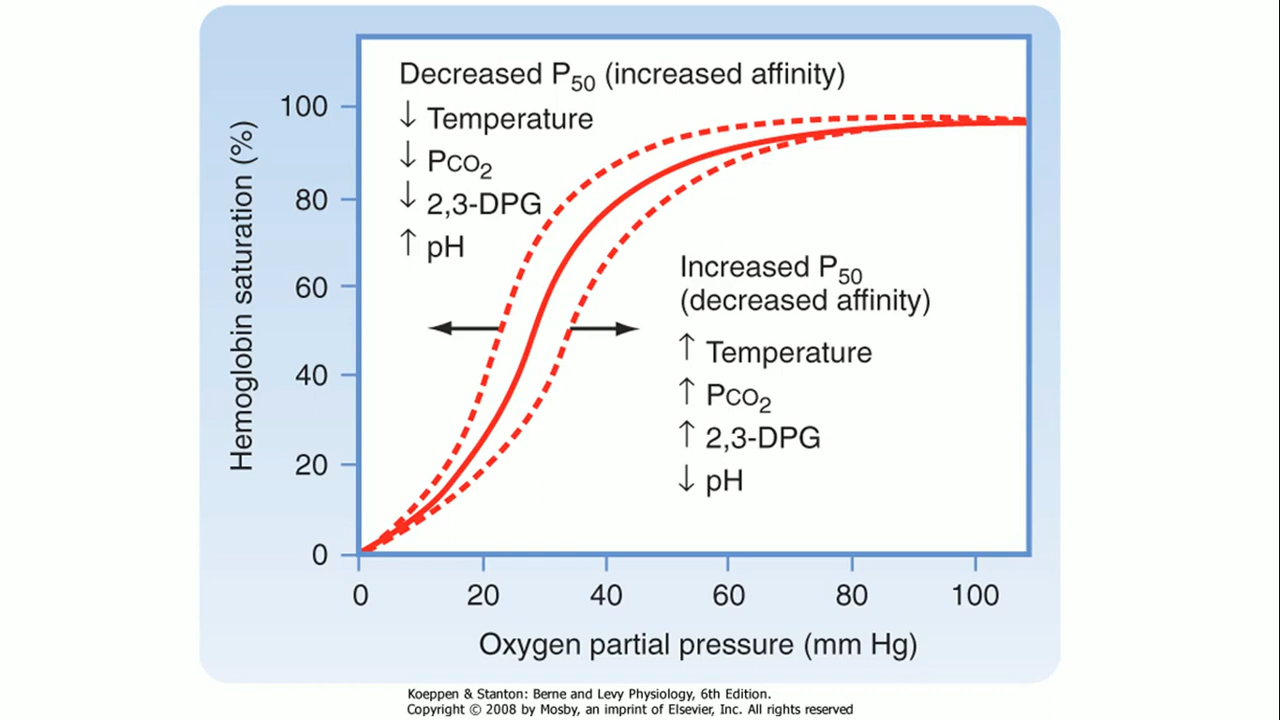 Decreased P50 (increased affinity)
↓ Temperature
↓ PCO2
↓ 2,3-DPG
↑ pH
Increased P50
(decreased affinity)
↑ Temperature
↑ PCO2
↑ 2,3-DPG
↓ pH
Hemoglobin saturation (%)
100
80
60
40
20
0
0 20 40 60 80 100
Oxygen partial pressure (mm Hg)
Koeppen & Stanton: Berne and Levy Physiology, 6th Edition.
Copyright © 2008 by Mosby, an imprint of Elsevier, Inc. All rights reserved